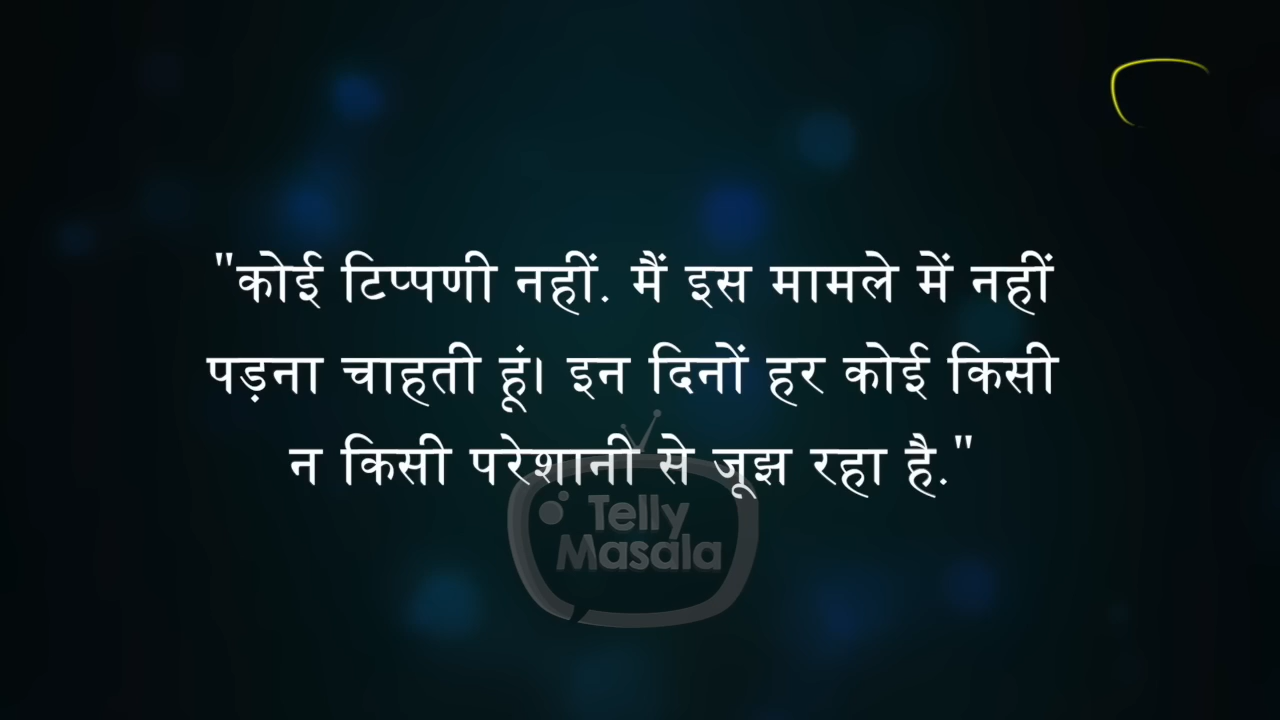 "कोई टिप्पणी नहीं. मैं इस मामले में नहीं
पड़ना चाहती हूं। इन दिनों हर कोई किसी
न किसी परेशानी से जूझ रहा है."
Telly
Masala